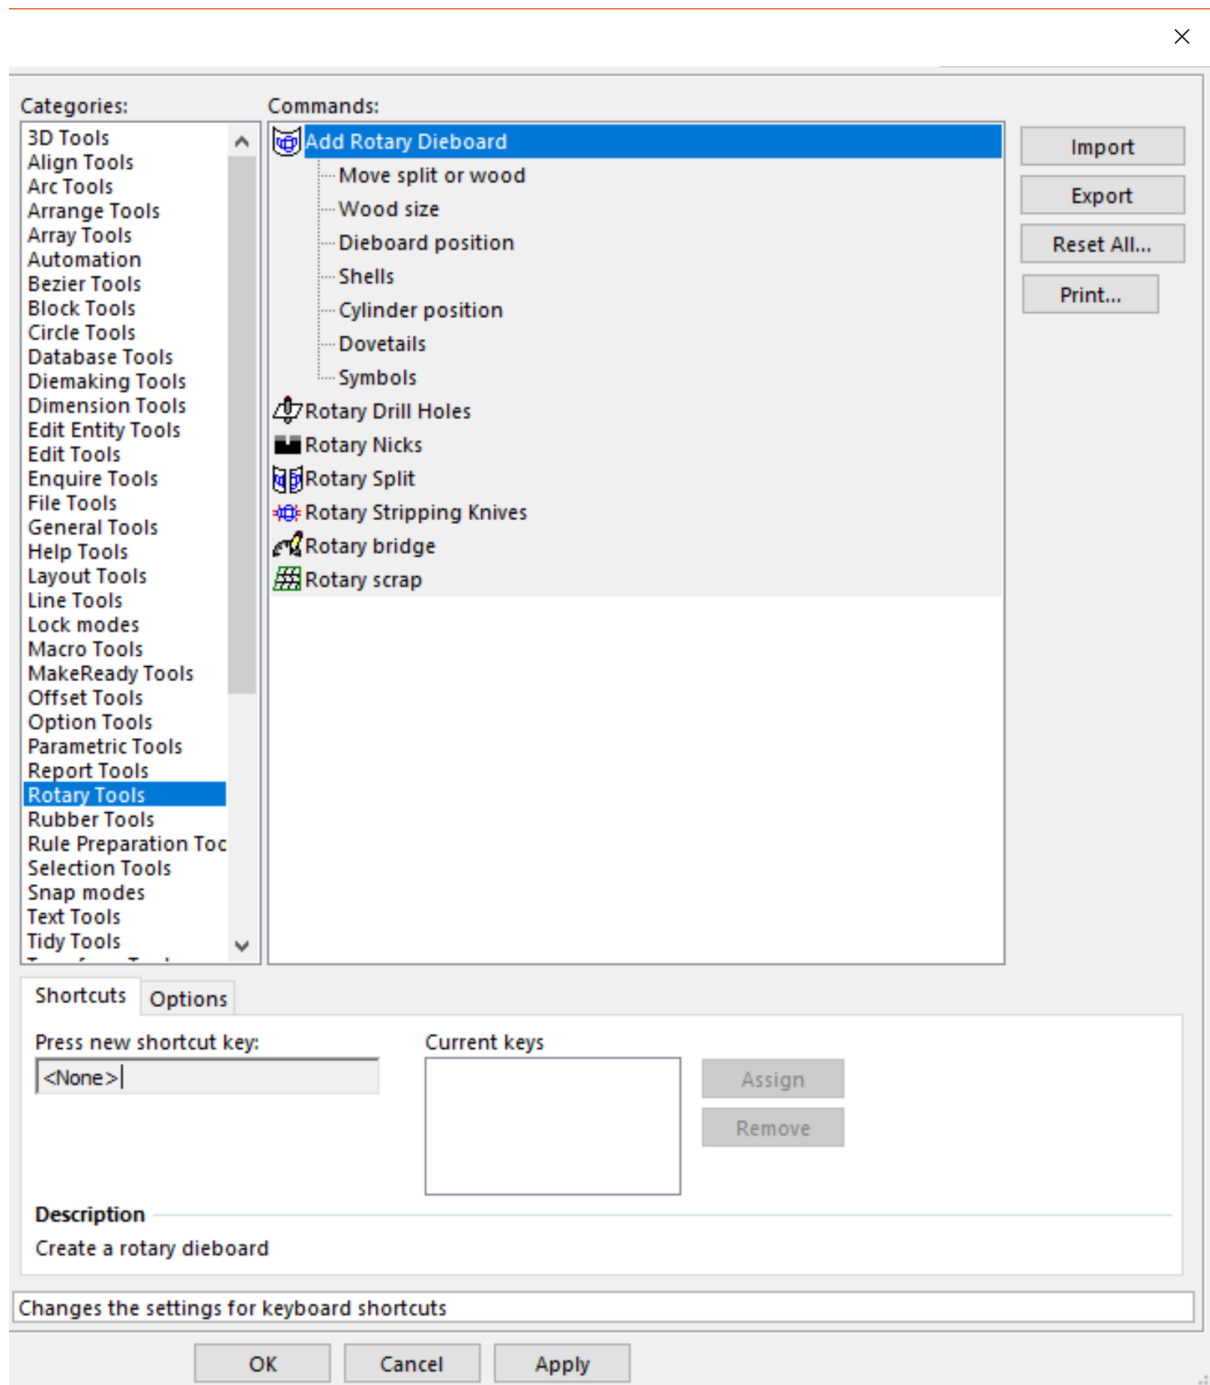 Categories:
3D Tools
Align Tools
Arc Tools
Arrange Tools
Array Tools
Automation
Bezier Tools
Block Tools
Circle Tools
Database Tools
Diemaking Tools
Dimension Tools
Edit Entity Tools
Edit Tools
Enquire Tools
File Tools
General Tools
Help Tools
Layout Tools
Line Tools
Lock modes
Macro Tools
MakeReady Tools
Offset Tools
Option Tools
Parametric Tools
Report Tools
Rotary Tools
Rubber Tools
Rule Preparation Toc
Selection Tools
Snap modes
Text Tools
Tidy Tools
Commands:
Add Rotary Dieboard
Move split or wood
Wood size
Dieboard position
Shells
Cylinder position
Dovetails
Symbols
Rotary Drill Holes
Rotary Nicks
Rotary Split
Rotary Stripping Knives
Rotary bridge
Rotary scrap
Import
Export
Reset All...
Print...
Shortcuts
Options
Press new shortcut key:
<None>
Current keys
Assign
Remove
Description
Create a rotary dieboard
Changes the settings for keyboard shortcuts
OK
Cancel
Apply